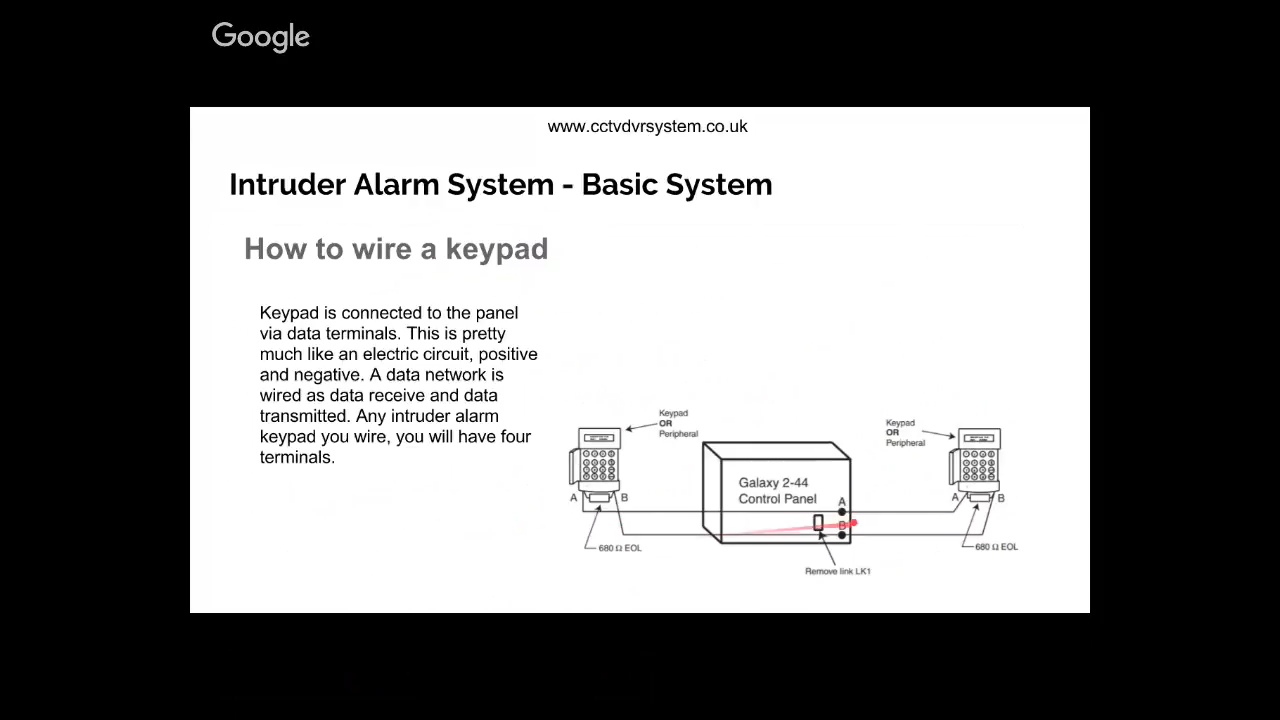 Google
www.cctvdvrsystem.co.uk
Intruder Alarm System - Basic System
How to wire a keypad
Keypad is connected to the panel
via data terminals. This is pretty
much like an electric circuit, positive
and negative. A data network is
wired as data receive and data
transmitted. Any intruder alarm
keypad you wire, you will have four
terminals.
Keypad
OR
Peripheral
A
B
680 Ω EOL
Galaxy 2-44
Control Panel
A
B
Remove link LK1
Keypad
OR
Peripheral
A
B
680 Ω EOL